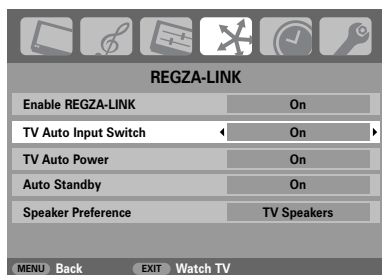 REGZA-LINK
Enable REGZA-LINK On
TV Auto Input Switch On
TV Auto Power On
Auto Standby On
Speaker Preference TV Speakers
MENU Back EXIT Watch TV